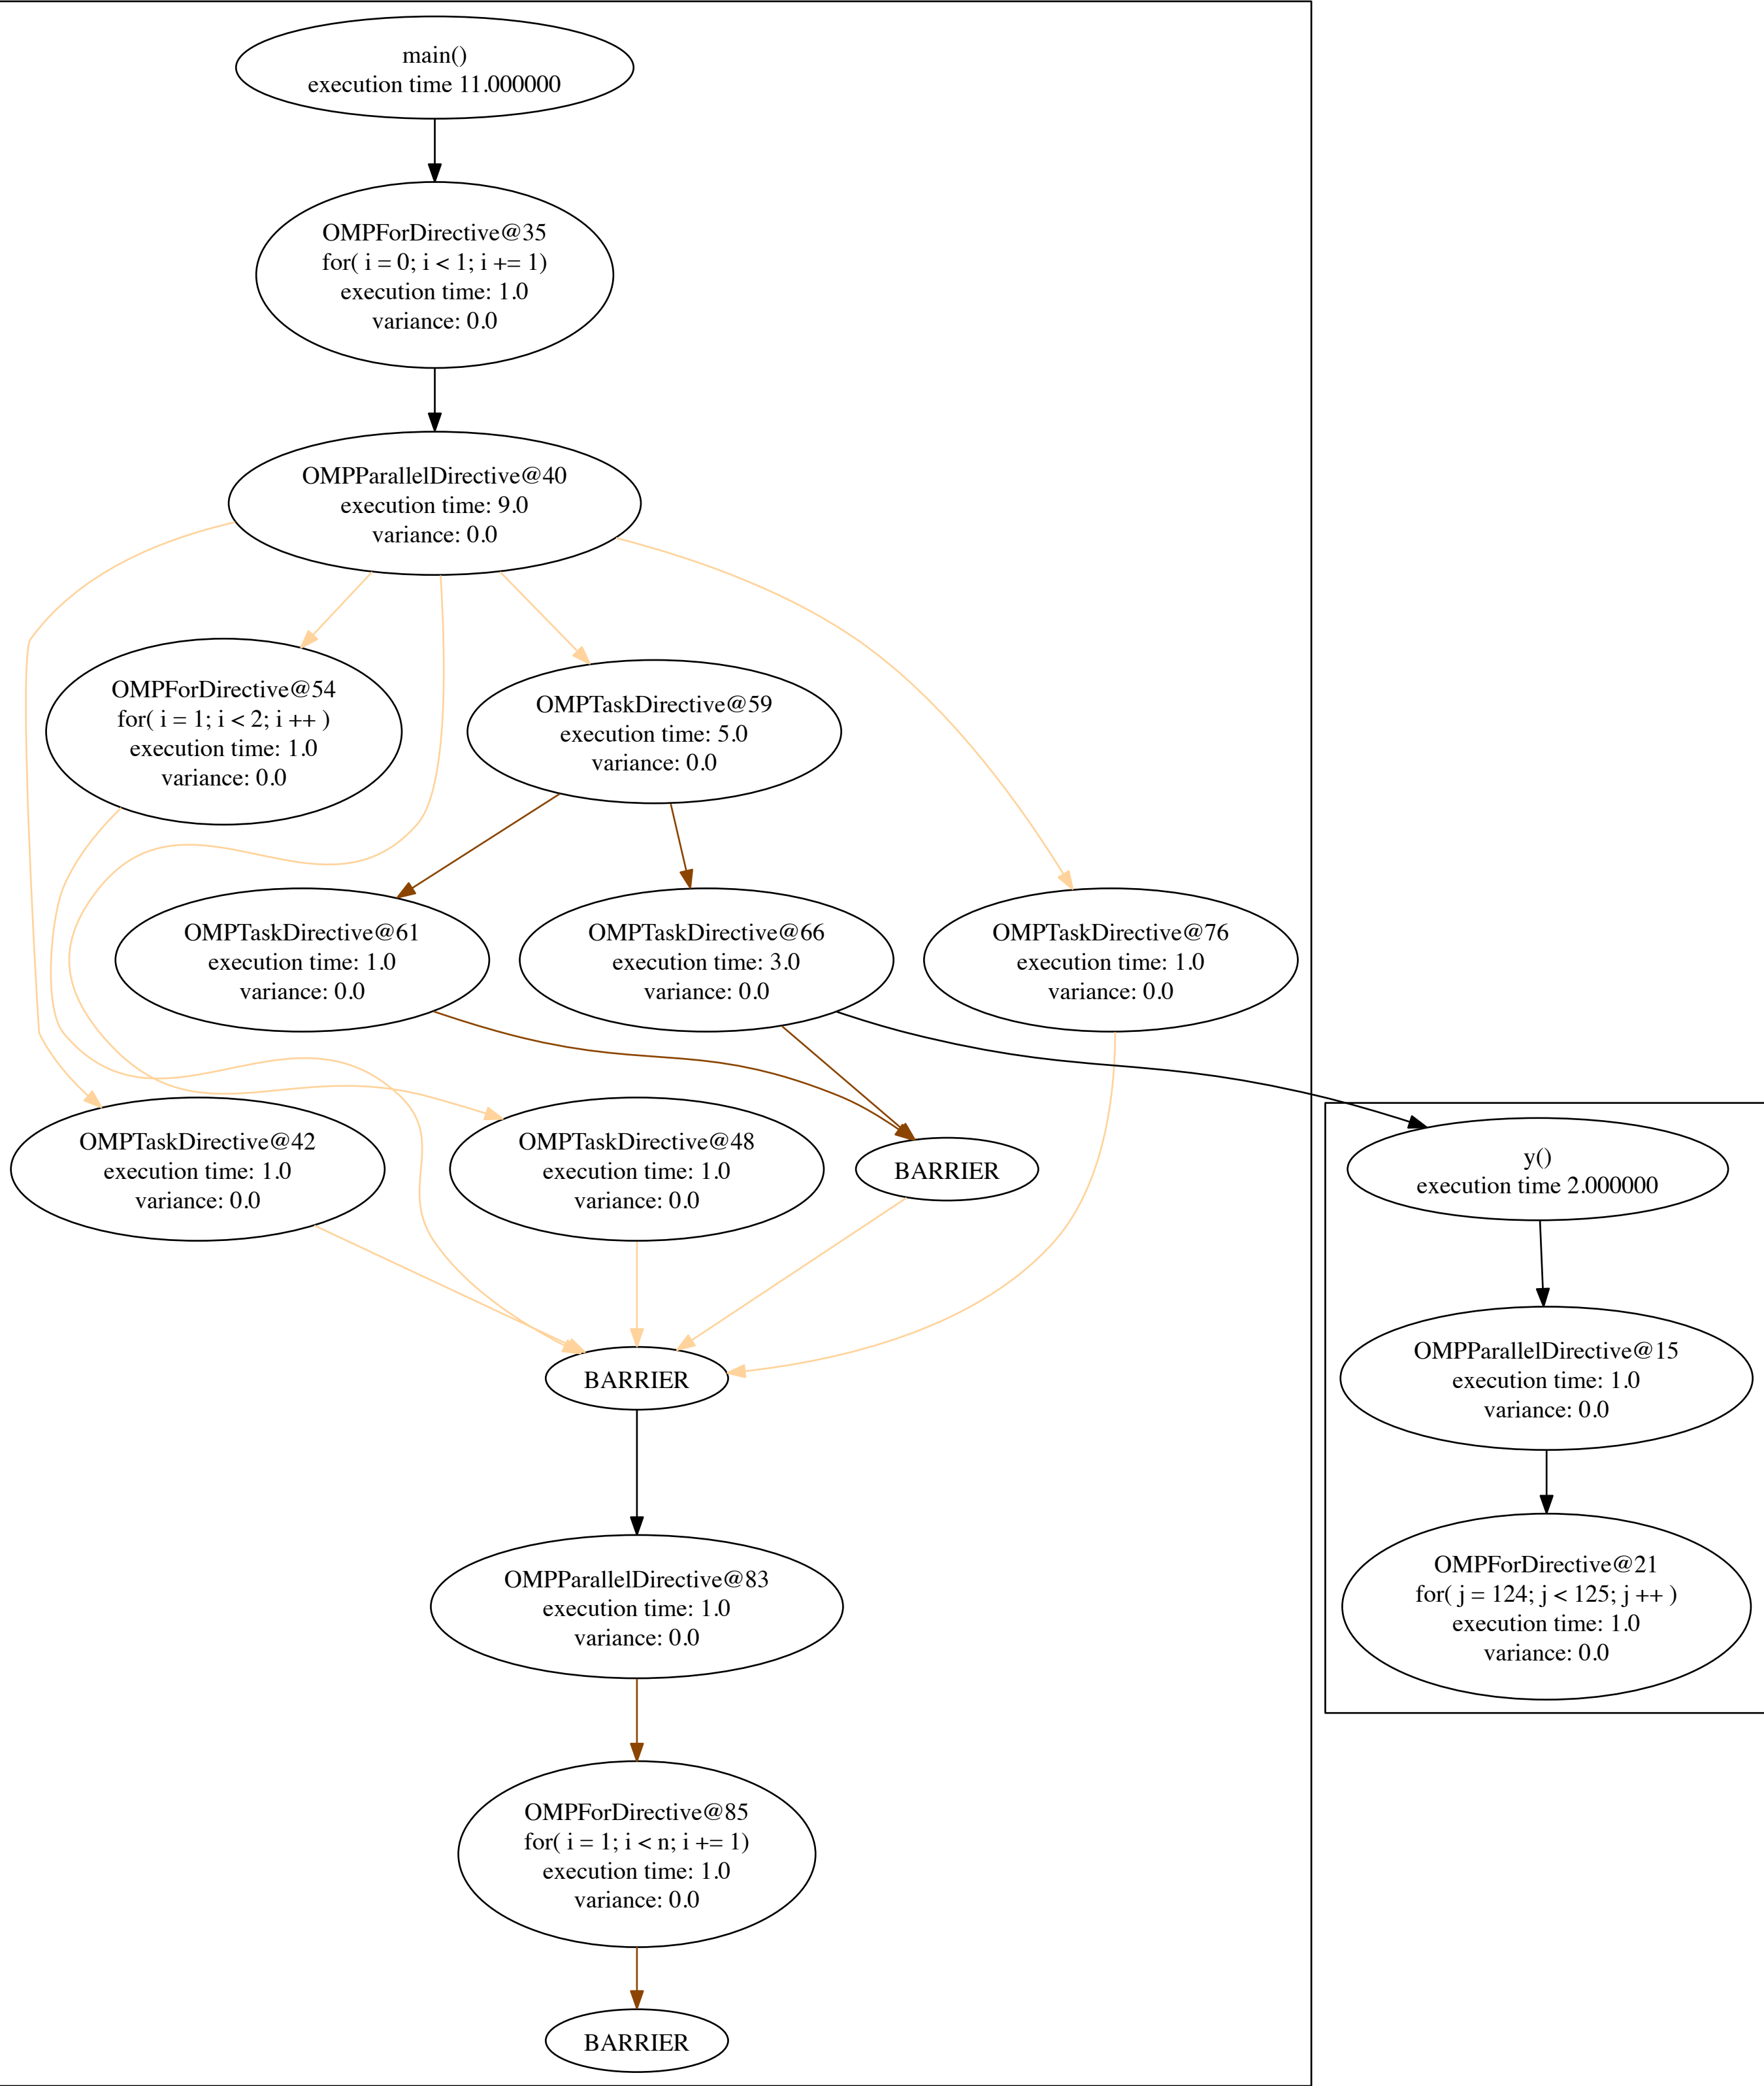 main()
execution time 11.000000
OMPForDirective@35
for( i = 0; i < 1; i += 1)
execution time: 1.0
variance: 0.0
OMPParallelDirective@40
execution time: 9.0
variance: 0.0
OMPForDirective@54
for( i = 1; i < 2; i ++ )
execution time: 1.0
variance: 0.0
OMPTaskDirective@59
execution time: 5.0
variance: 0.0
OMPTaskDirective@61
execution time: 1.0
variance: 0.0
OMPTaskDirective@66
execution time: 3.0
variance: 0.0
OMPTaskDirective@76
execution time: 1.0
variance: 0.0
OMPTaskDirective@42
execution time: 1.0
variance: 0.0
OMPTaskDirective@48
execution time: 1.0
variance: 0.0
BARRIER
y()
execution time 2.000000
BARRIER
OMPParallelDirective@15
execution time: 1.0
variance: 0.0
OMPParallelDirective@83
execution time: 1.0
variance: 0.0
OMPForDirective@21
for( j = 124; j < 125; j ++ )
execution time: 1.0
variance: 0.0
OMPForDirective@85
for( i = 1; i < n; i += 1)
execution time: 1.0
variance: 0.0
BARRIER